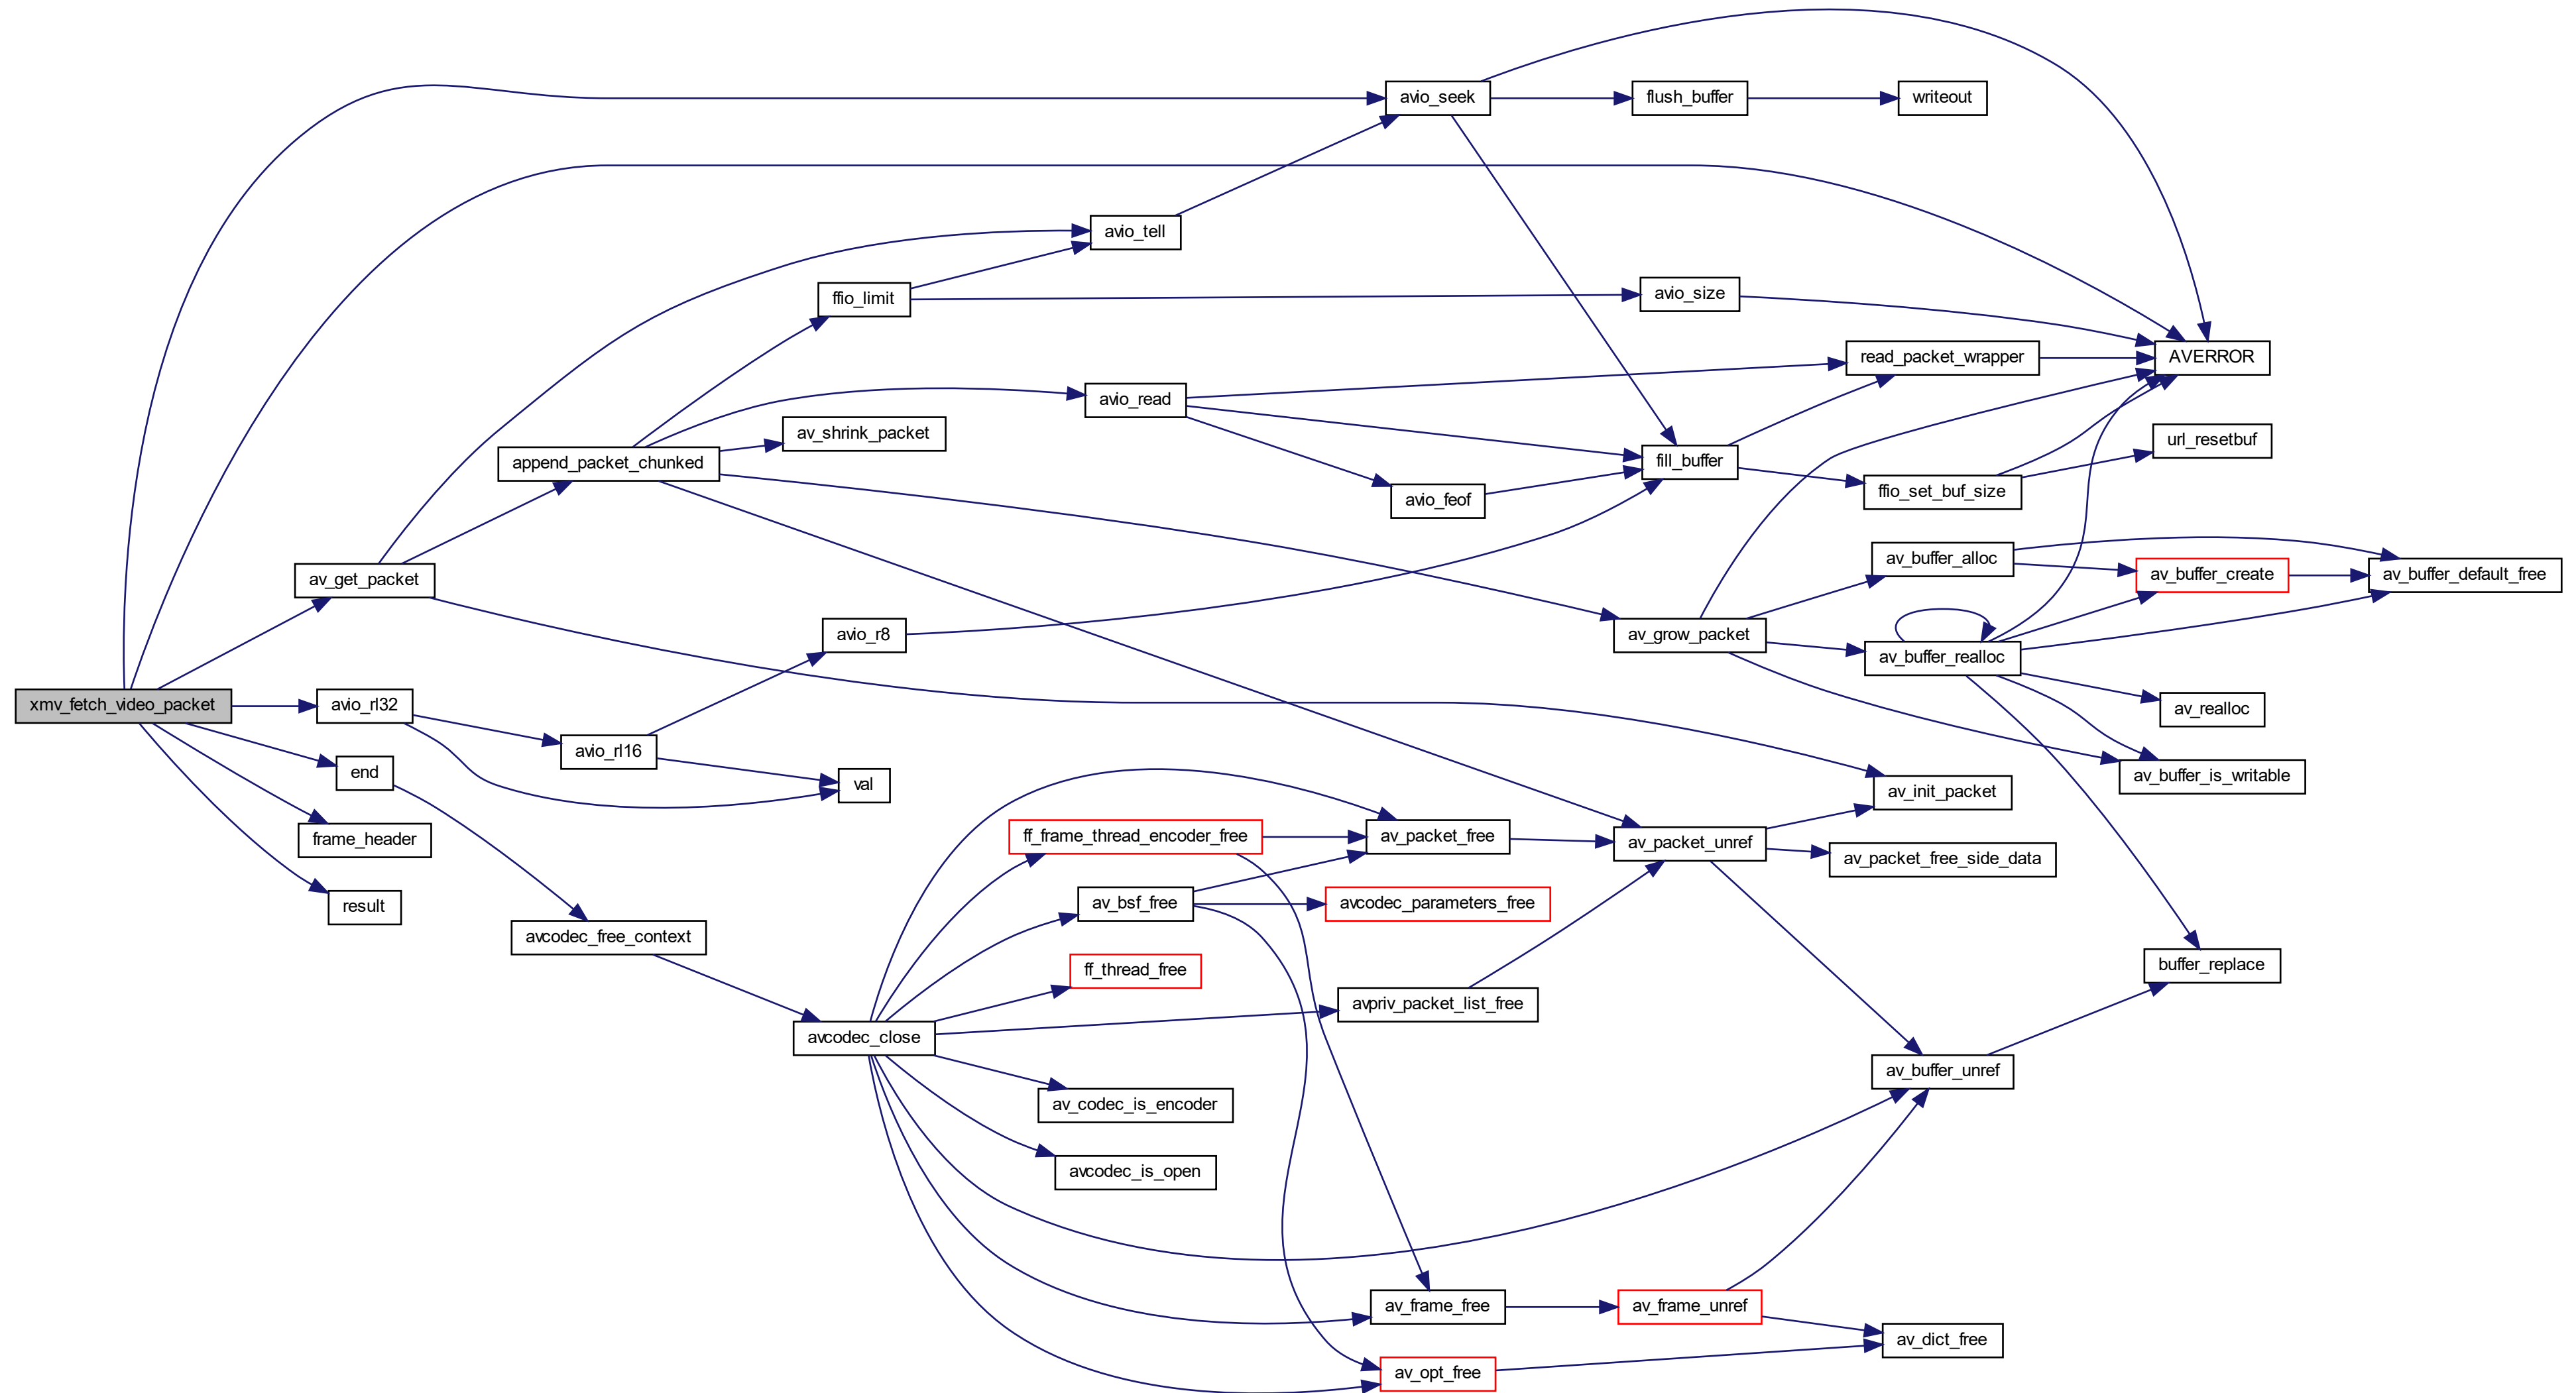 avio_seek
flush_buffer
writeout
avio_tell
ffio_limit
avio_size
read_packet_wrapper
AVERROR
avio_read
av_shrink_packet
append_packet_chunked
fill_buffer
url_resetbuf
avio_feof
ffio_set_buf_size
av_get_packet
av_buffer_alloc
av_buffer_create
av_buffer_default_free
avio_r8
av_grow_packet
av_buffer_realloc
xmv_fetch_video_packet
avio_rl32
av_realloc
avio_rl16
end
val
av_buffer_is_writable
av_init_packet
frame_header
ff_frame_thread_encoder_free
av_packet_free
av_packet_unref
av_packet_free_side_data
result
av_bsf_free
avcodec_parameters_free
avcodec_free_context
ff_thread_free
buffer_replace
avpriv_packet_list_free
avcodec_close
av_buffer_unref
av_codec_is_encoder
avcodec_is_open
av_frame_free
av_frame_unref
av_dict_free
av_opt_free